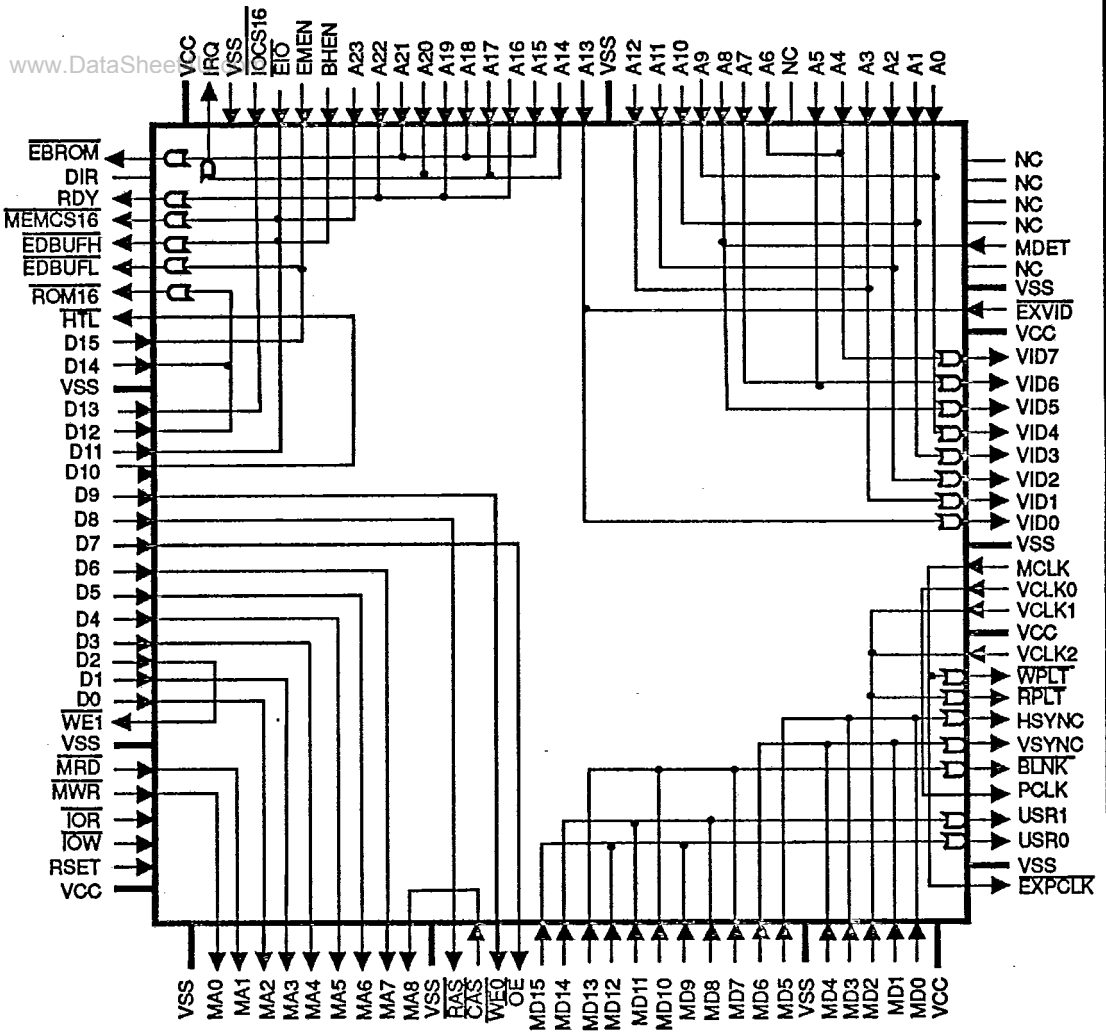 www.DataShee
VCC
IRQ
VSS
IOCS16
EIO
EMEN
BHEN
A23
A22
A21
A20
A19
A18
A17
A16
A15
A14
A13
VSS
A12
A11
A10
A9
A8
A7
A6
NC
A5
A4
A3
A2
A1
A0
EBROM
DIR
RDY
MEMCS16
EDBUFH
EDBUFL
ROM16
HTL
D15
D14
VSS
D13
D12
D11
D10
D9
D8
D7
D6
D5
D4
D3
D2
D1
D0
WE1
VSS
MRD
MWR
IOR
IOW
RSET
VCC
NC
NC
NC
NC
MDET
NC
VSS
EXVID
VCC
VID7
VID6
VID5
VID4
VID3
VID2
VID1
VID0
VSS
MCLK
VCLK0
VCLK1
VCC
VCLK2
WPLT
RPLT
HSYNC
VSYNC
BLNK
PCLK
USR1
USR0
VSS
EXPCLK
VSS
MA0
MA1
MA2
MA3
MA4
MA5
MA6
MA7
MA8
VSS
RAS
CAS
WE0
OE
MD15
MD14
MD13
MD12
MD11
MD10
MD9
MD8
MD7
MD6
MD5
VSS
MD4
MD3
MD2
MD1
MD0
VCC